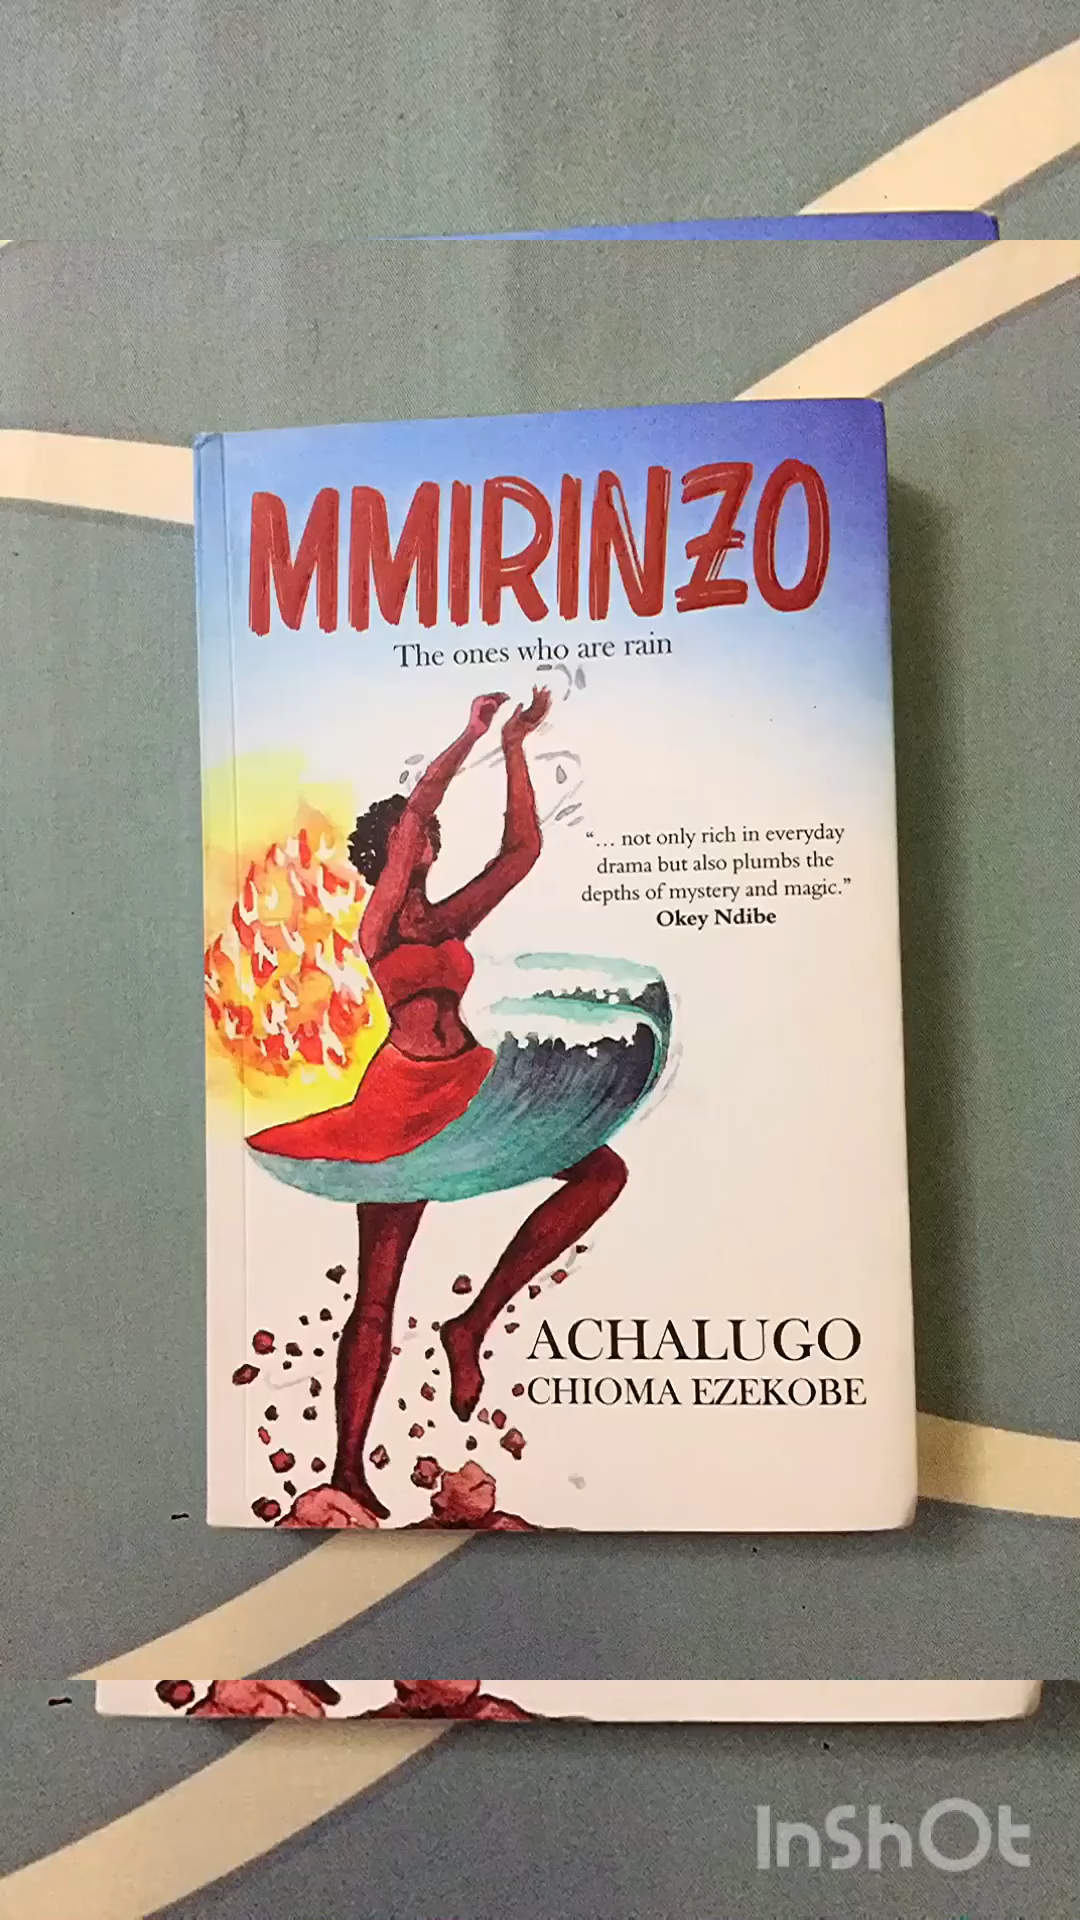 MMIRINZO
The ones who are rain
“... not only rich in everyday
drama but also plumbs the
depths of mystery and magic.”
Okey Ndibe
ACHALUGO
CHIOMA EZEKOBE
InShOt